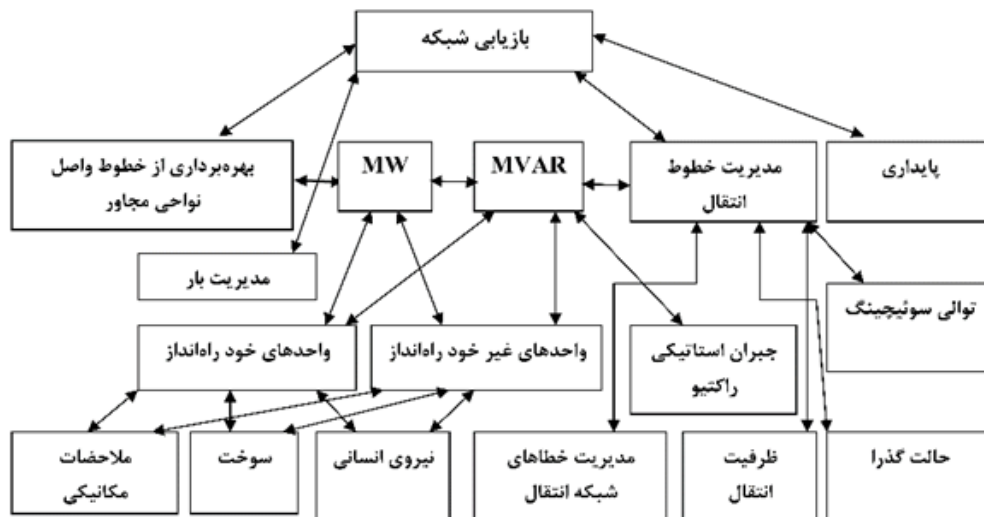 بازیابی شبکه
بهره‌برداری از خطوط واصل
نواحی مجاور
MW
MVAR
مدیریت خطوط
انتقال
پایداری
مدیریت بار
توالی سوئیچینگ
واحدهای خود راه‌انداز
واحدهای غیر خود راه‌انداز
جبران استاتیکی
راکتیو
ملاحضات
مکانیکی
سوخت
نیروی انسانی
مدیریت خطاهای
شبکه انتقال
ظرفیت
انتقال
حالت گذرا